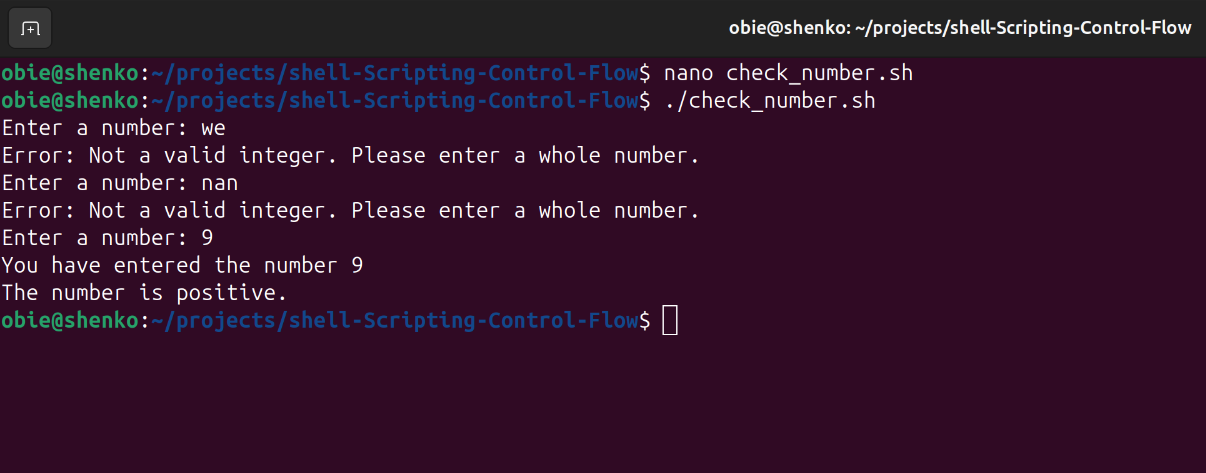 obie@shenko: ~/projects/shell-Scripting-Control-Flow
obie@shenko:~/projects/shell-Scripting-Control-Flow$ nano check_number.sh
obie@shenko:~/projects/shell-Scripting-Control-Flow$ ./check_number.sh
Enter a number: we
Error: Not a valid integer. Please enter a whole number.
Enter a number: nan
Error: Not a valid integer. Please enter a whole number.
Enter a number: 9
You have entered the number 9
The number is positive.
obie@shenko:~/projects/shell-Scripting-Control-Flow$